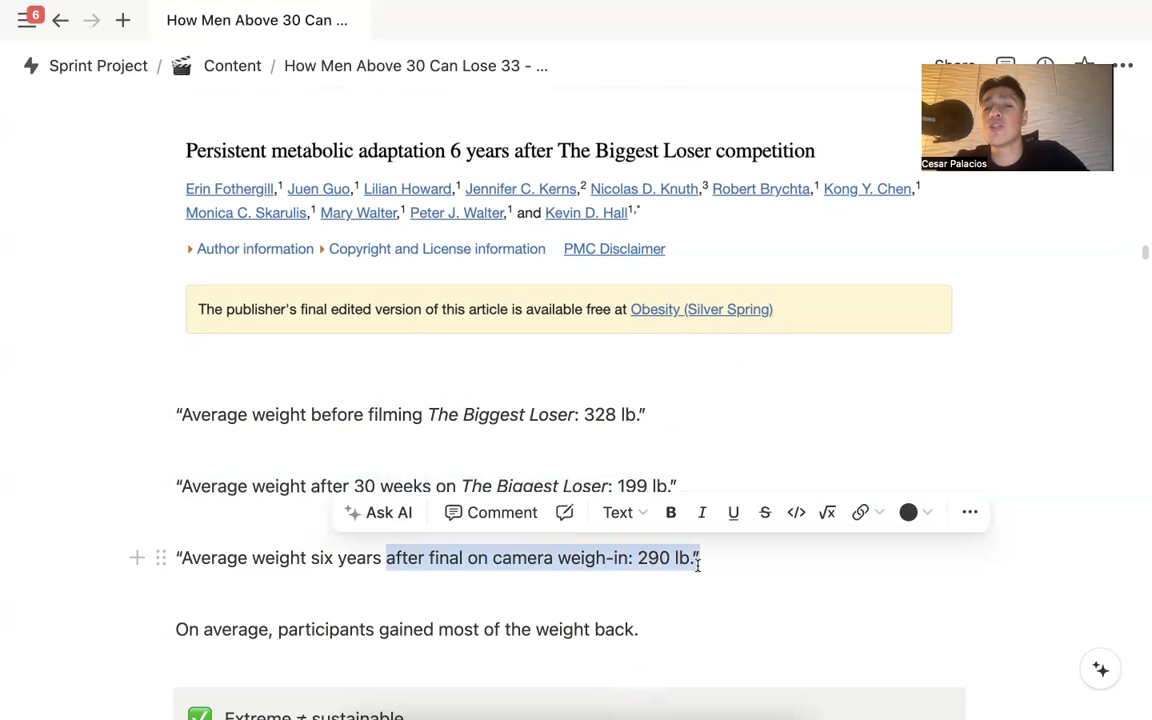 6
How Men Above 30 Can ...
Sprint Project / Content / How Men Above 30 Can Lose 33 - ...
Cesar Palacios
Persistent metabolic adaptation 6 years after The Biggest Loser competition
Erin Fothergill,1 Juen Guo,1 Lilian Howard,1 Jennifer C. Kerns,2 Nicolas D. Knuth,3 Robert Brychta,1 Kong Y. Chen,1
Monica C. Skarulis,1 Mary Walter,1 Peter J. Walter,1 and Kevin D. Hall1,*
Author information Copyright and License information PMC Disclaimer
The publisher's final edited version of this article is available free at Obesity (Silver Spring)
“Average weight before filming The Biggest Loser: 328 lb.”
“Average weight after 30 weeks on The Biggest Loser: 199 lb.”
Ask AI Comment Text B I U S </> √x ...
“Average weight six years after final on camera weigh-in: 290 lb.”
On average, participants gained most of the weight back.
Extreme ≠ sustainable